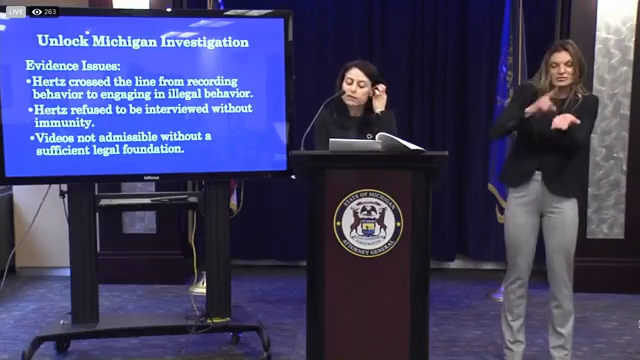 LIVE 263
Unlock Michigan Investigation
Evidence Issues:
•Hertz crossed the line from recording
behavior to engaging in illegal behavior.
•Hertz refused to be interviewed without
immunity.
•Videos not admissible without a
sufficient legal foundation.
STATE OF MICHIGAN
ATTORNEY GENERAL